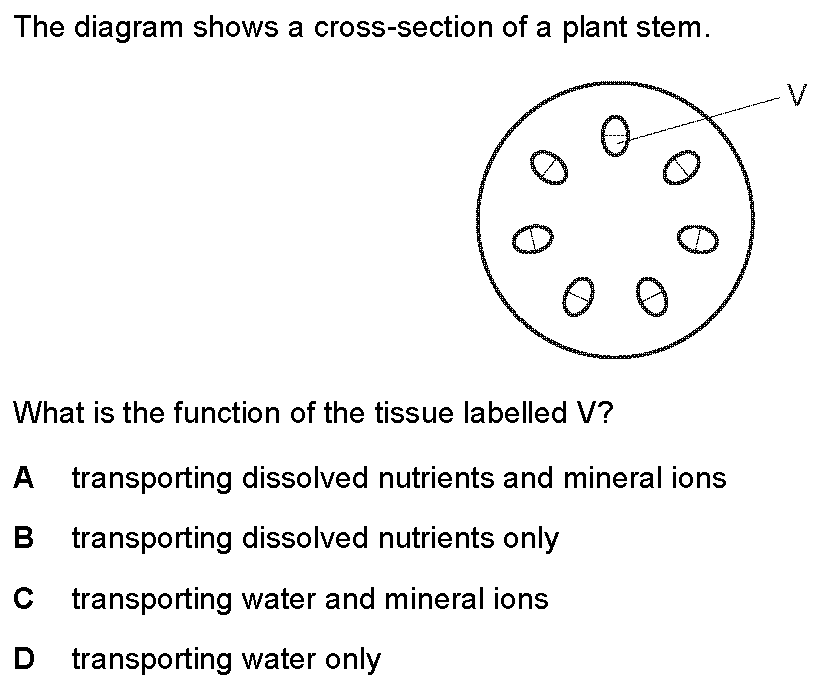 The diagram shows a cross-section of a plant stem.
V
What is the function of the tissue labelled V?
A transporting dissolved nutrients and mineral ions
B transporting dissolved nutrients only
C transporting water and mineral ions
D transporting water only